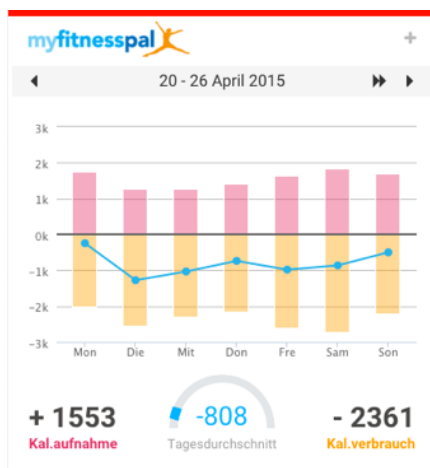 myfitnesspal
20 - 26 April 2015
3k
2k
1k
0k
-1k
-2k
-3k
Mon Die Mit Don Fre Sam Son
+ 1553 -808 - 2361
Kal.aufnahme Tagesdurchschnitt Kal.verbrauch